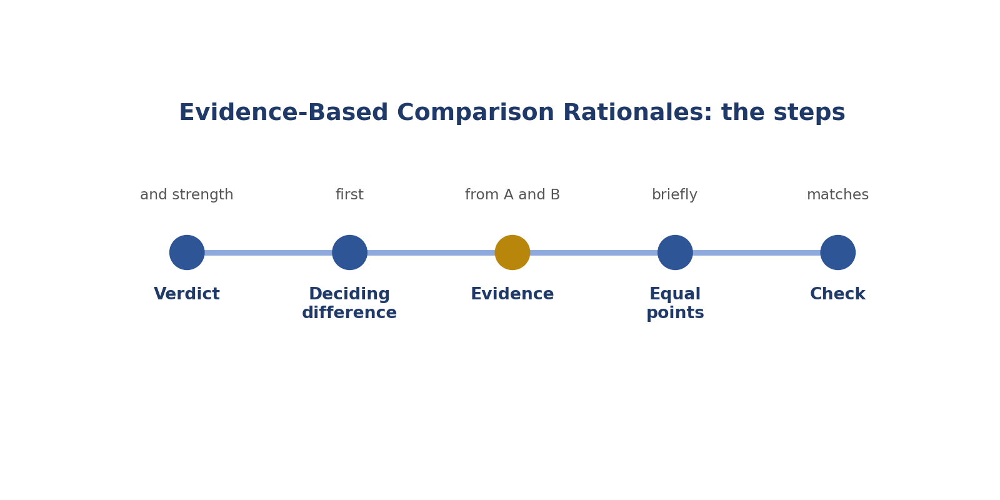 Evidence-Based Comparison Rationales: the steps
and strength
first
from A and B
briefly
matches
Verdict
Deciding
difference
Evidence
Equal
points
Check